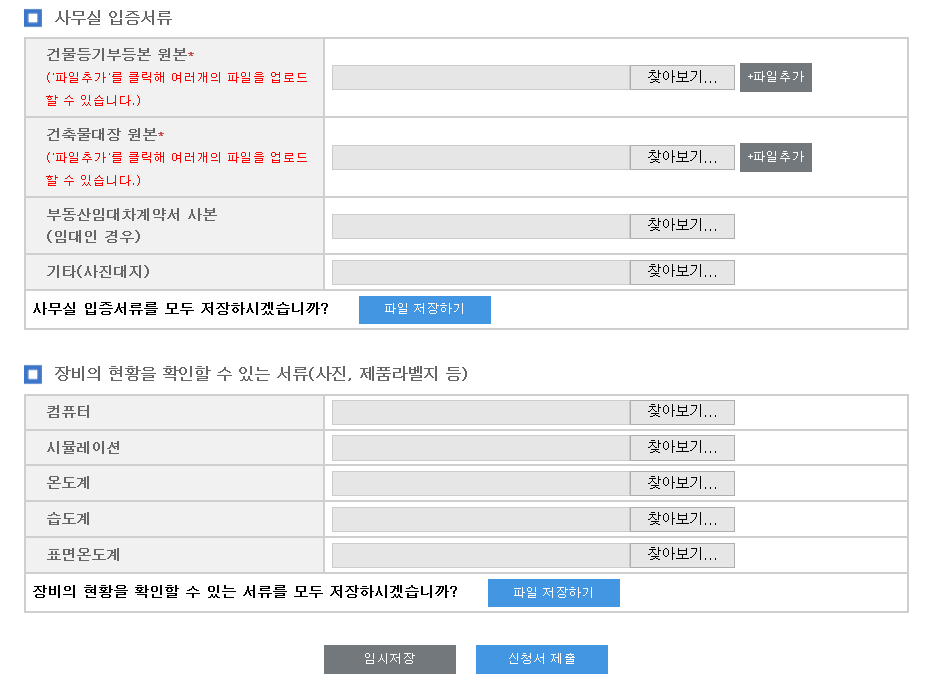 사무실 입증서류
건물등기부등본 원본*
('파일추가'를 클릭해 여러개의 파일을 업로드
할 수 있습니다.)
찾아보기... +파일추가
건축물대장 원본*
('파일추가'를 클릭해 여러개의 파일을 업로드
할 수 있습니다.)
찾아보기... +파일추가
부동산임대차계약서 사본
(임대인 경우)
찾아보기...
기타(사진대지) 찾아보기...
사무실 입증서류를 모두 저장하시겠습니까? 파일 저장하기
장비의 현황을 확인할 수 있는 서류(사진, 제품라벨지 등)
컴퓨터 찾아보기...
시뮬레이션 찾아보기...
온도계 찾아보기...
습도계 찾아보기...
표면온도계 찾아보기...
장비의 현황을 확인할 수 있는 서류를 모두 저장하시겠습니까? 파일 저장하기
임시저장 신청서 제출